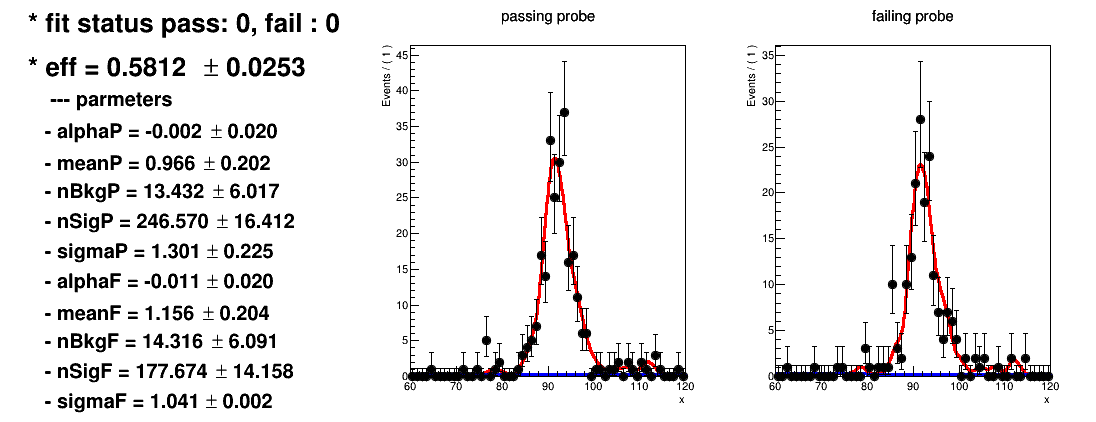 * fit status pass: 0, fail : 0
* eff = 0.5812 ± 0.0253
--- parmeters
- alphaP = -0.002 ± 0.020
- meanP = 0.966 ± 0.202
- nBkgP = 13.432 ± 6.017
- nSigP = 246.570 ± 16.412
- sigmaP = 1.301 ± 0.225
- alphaF = -0.011 ± 0.020
- meanF = 1.156 ± 0.204
- nBkgF = 14.316 ± 6.091
- nSigF = 177.674 ± 14.158
- sigmaF = 1.041 ± 0.002
passing probe
Events / ( 1 )
45
40
35
30
25
20
15
10
5
0
60 70 80 90 100 110 120
x
failing probe
Events / ( 1 )
35
30
25
20
15
10
5
0
60 70 80 90 100 110 120
x